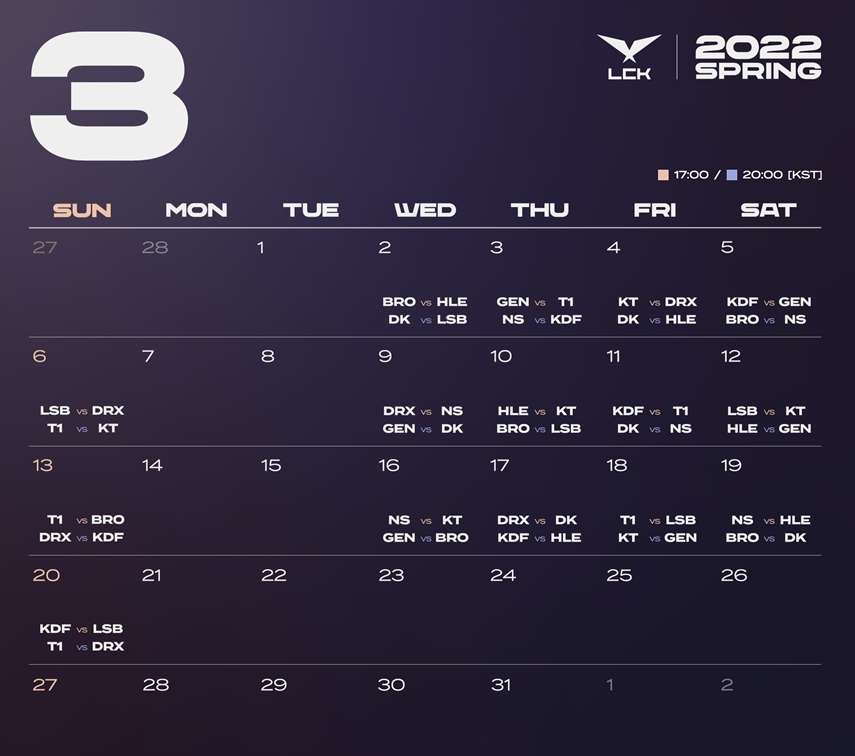 3
LCK
2022
SPRING
17:00 / 20:00 [KST]
SUN MON TUE WED THU FRI SAT
27 28 1 2 3 4 5
BRO vs HLE GEN vs T1 KT vs DRX KDF vs GEN
DK vs LSB NS vs KDF DK vs HLE BRO vs NS
6 7 8 9 10 11 12
LSB vs DRX DRX vs NS HLE vs KT KDF vs T1 LSB vs KT
T1 vs KT GEN vs DK BRO vs LSB DK vs NS HLE vs GEN
13 14 15 16 17 18 19
T1 vs BRO NS vs KT DRX vs DK T1 vs LSB NS vs HLE
DRX vs KDF GEN vs BRO KDF vs HLE KT vs GEN BRO vs DK
20 21 22 23 24 25 26
KDF vs LSB
T1 vs DRX
27 28 29 30 31 1 2